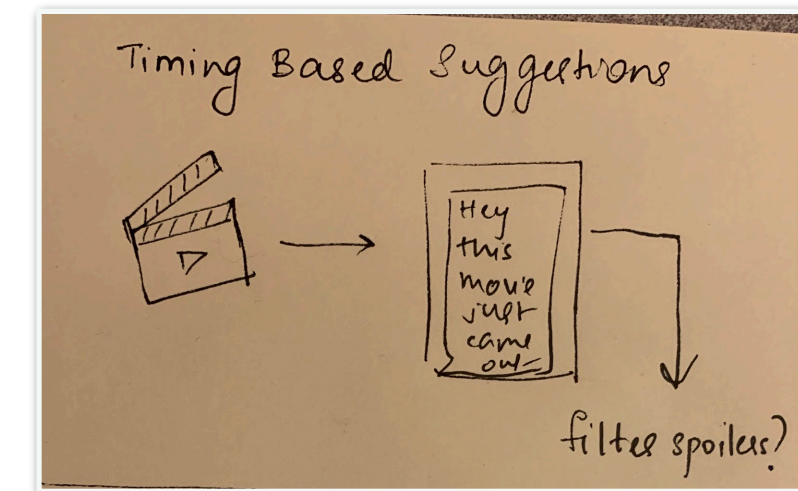 Timing Based Suggestions
Hey
this
movie
just
came
out
filter spoilers?